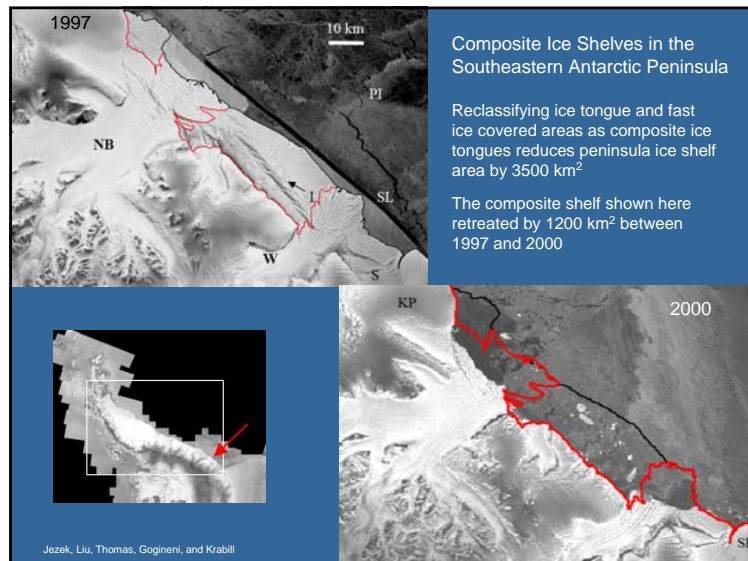 1997
10 km
PI
NB
L
SL
W
S
Composite Ice Shelves in the
Southeastern Antarctic Peninsula
Reclassifying ice tongue and fast
ice covered areas as composite ice
tongues reduces peninsula ice shelf
area by 3500 km²
The composite shelf shown here
retreated by 1200 km² between
1997 and 2000
KP
2000
Jezek, Liu, Thomas, Gogineni, and Krabill